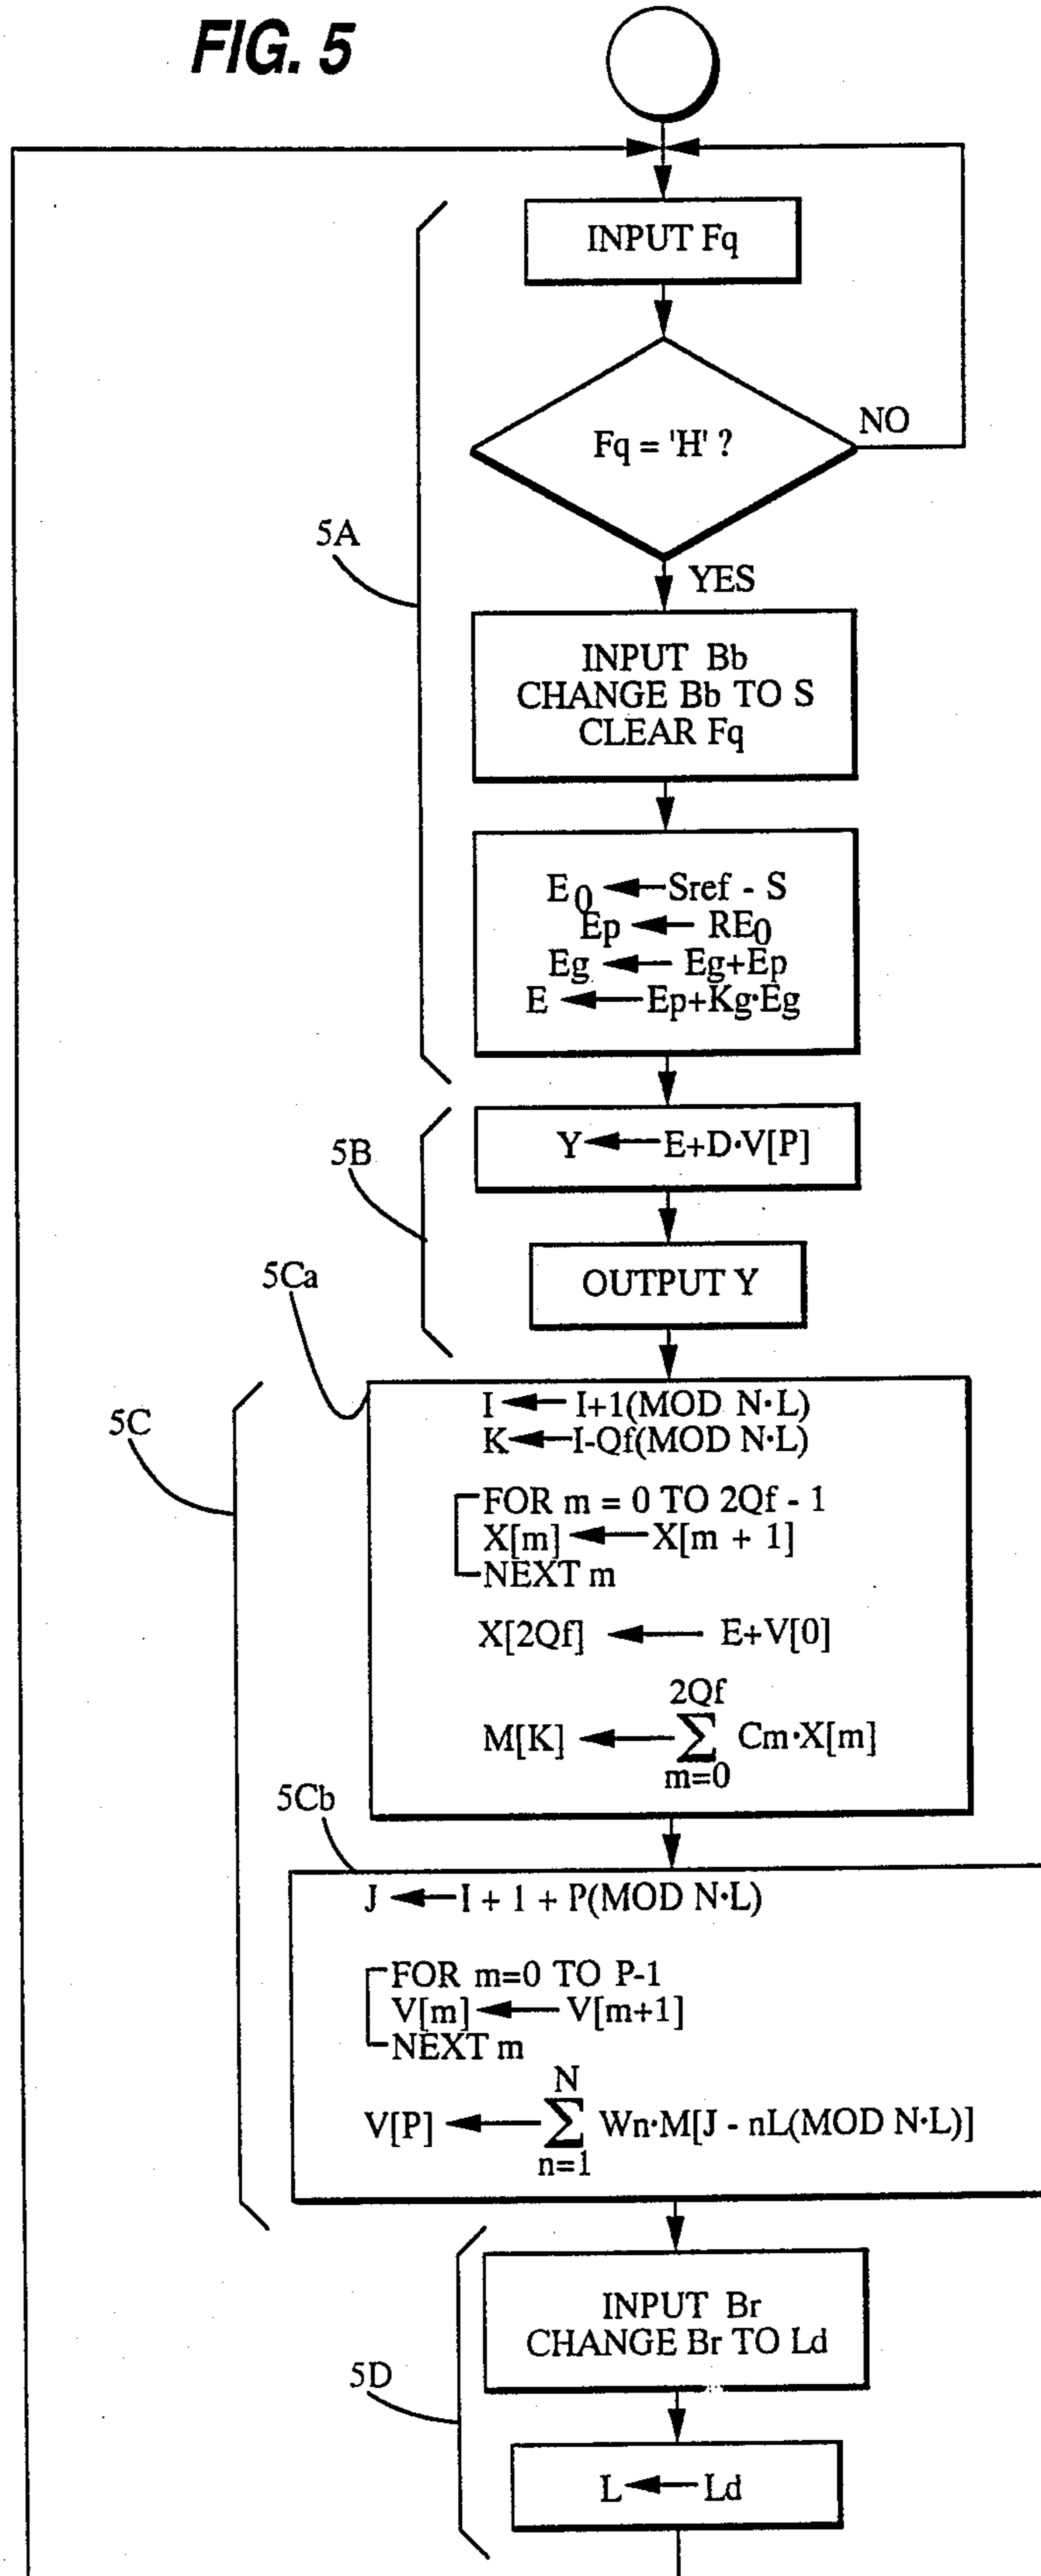 FIG. 5
INPUT Fq
Fq = 'H' ?
NO
5A
YES
INPUT Bb
CHANGE Bb TO S
CLEAR Fq
E0 ← Sref - S
Ep ← RE0
Eg ← Eg+Ep
E ← Ep+Kg·Eg
5B
Y ← E+D·V[P]
OUTPUT Y
5Ca
5C
I ← I+1(MOD N·L)
K ← I-Qf(MOD N·L)
FOR m = 0 TO 2Qf - 1
X[m] ← X[m + 1]
NEXT m
X[2Qf] ← E+V[0]
2Qf
M[K] ← ∑ Cm·X[m]
m=0
5Cb
J ← I + 1 + P(MOD N·L)
FOR m=0 TO P-1
V[m] ← V[m+1]
NEXT m
N
V[P] ← ∑ Wn·M[J - nL(MOD N·L)]
n=1
INPUT Br
CHANGE Br TO Ld
5D
L ← Ld